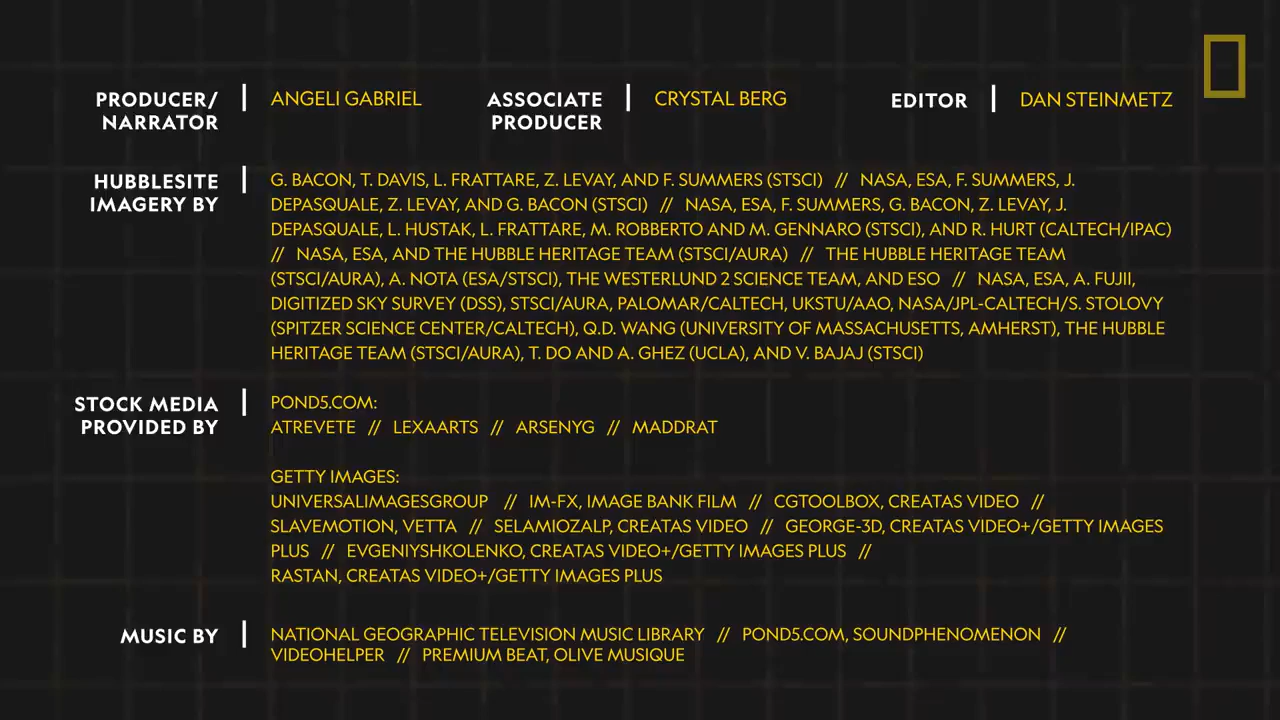 PRODUCER/
NARRATOR
ANGELI GABRIEL
ASSOCIATE
PRODUCER
CRYSTAL BERG
EDITOR
DAN STEINMETZ
HUBBLESITE
IMAGERY BY
G. BACON, T. DAVIS, L. FRATTARE, Z. LEVAY, AND F. SUMMERS (STSCI) // NASA, ESA, F. SUMMERS, J.
DEPASQUALE, Z. LEVAY, AND G. BACON (STSCI) // NASA, ESA, F. SUMMERS, G. BACON, Z. LEVAY, J.
DEPASQUALE, L. HUSTAK, L. FRATTARE, M. ROBBERTO AND M. GENNARO (STSCI), AND R. HURT (CALTECH/IPAC)
// NASA, ESA, AND THE HUBBLE HERITAGE TEAM (STSCI/AURA) // THE HUBBLE HERITAGE TEAM
(STSCI/AURA), A. NOTA (ESA/STSCI), THE WESTERLUND 2 SCIENCE TEAM, AND ESO // NASA, ESA, A. FUJII,
DIGITIZED SKY SURVEY (DSS), STSCI/AURA, PALOMAR/CALTECH, UKSTU/AAO, NASA/JPL-CALTECH/S. STOLOVY
(SPITZER SCIENCE CENTER/CALTECH), Q.D. WANG (UNIVERSITY OF MASSACHUSETTS, AMHERST), THE HUBBLE
HERITAGE TEAM (STSCI/AURA), T. DO AND A. GHEZ (UCLA), AND V. BAJAJ (STSCI)
STOCK MEDIA
PROVIDED BY
POND5.COM:
ATREVETE // LEXAARTS // ARSENYG // MADDRAT
GETTY IMAGES:
UNIVERSALIMAGESGROUP // IM-FX, IMAGE BANK FILM // CGTOOLBOX, CREATAS VIDEO //
SLAVEMOTION, VETTA // SELAMIOZALP, CREATAS VIDEO // GEORGE-3D, CREATAS VIDEO+/GETTY IMAGES
PLUS // EVGENIYSHKOLENKO, CREATAS VIDEO+/GETTY IMAGES PLUS //
RASTAN, CREATAS VIDEO+/GETTY IMAGES PLUS
MUSIC BY
NATIONAL GEOGRAPHIC TELEVISION MUSIC LIBRARY // POND5.COM, SOUNDPHENOMENON //
VIDEOHELPER // PREMIUM BEAT, OLIVE MUSIQUE